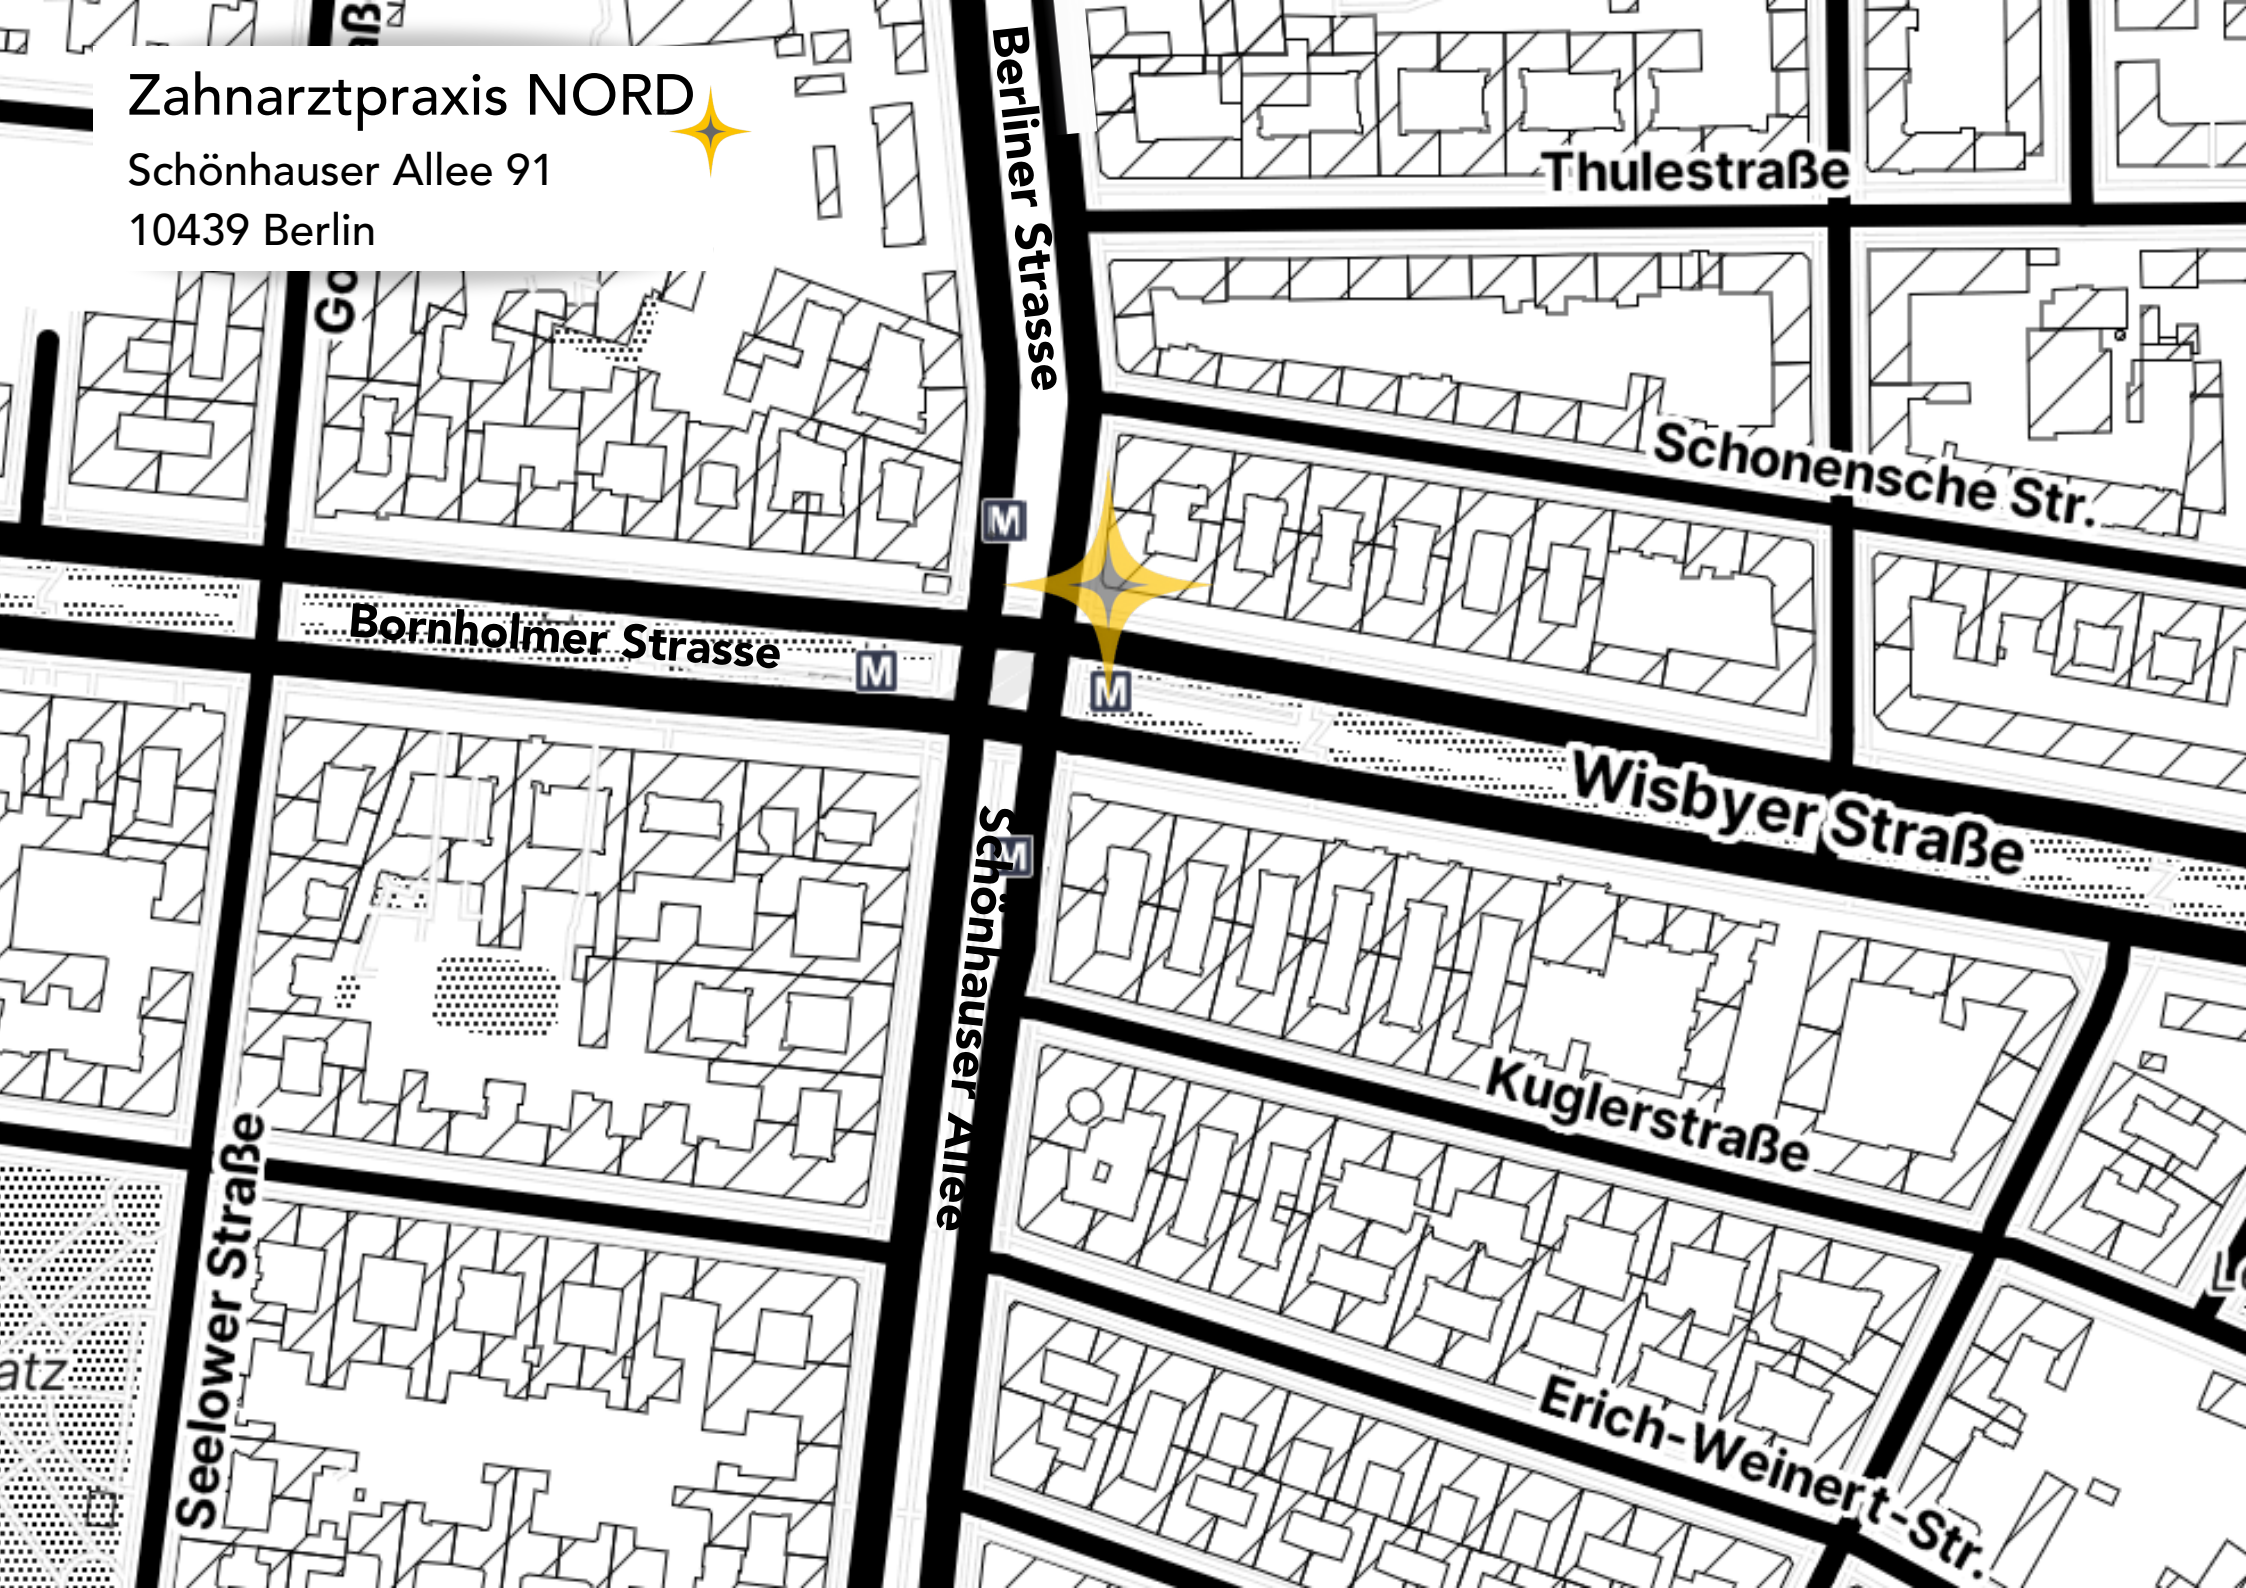 Zahnarztpraxis NORD
Schönhauser Allee 91
10439 Berlin
Berliner Strasse
Thulestraße
Schonensche Str.
M
Bornholmer Strasse
M
M
Wisbyer Straße
M
Schönhauser Allee
Kuglerstraße
Seelower Straße
Erich-Weinert-Str.